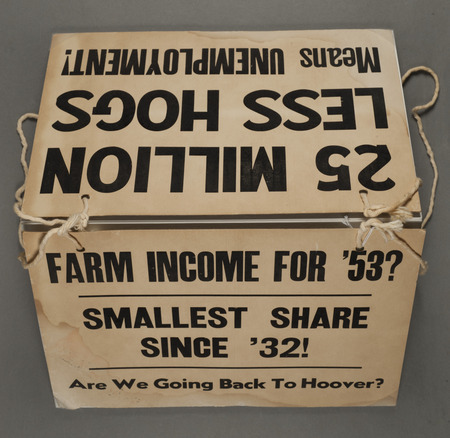 25 MILLION
LESS HOGS
Means UNEMPLOYMENT!
FARM INCOME FOR '53?
SMALLEST SHARE
SINCE '32!
Are We Going Back To Hoover?